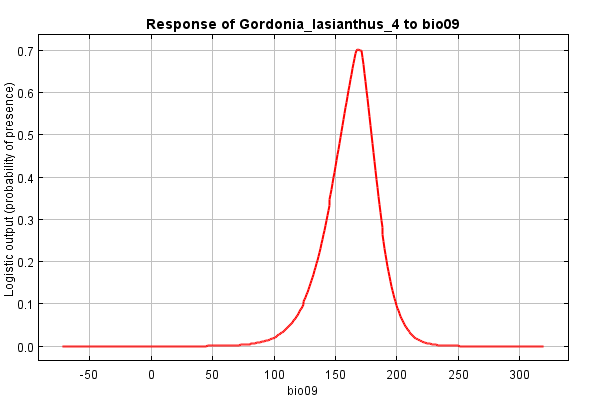 Response of Gordonia_lasianthus_4 to bio09
Logistic output (probability of presence)
0.7
0.6
0.5
0.4
0.3
0.2
0.1
0.0
-50 0 50 100 150 200 250 300
bio09